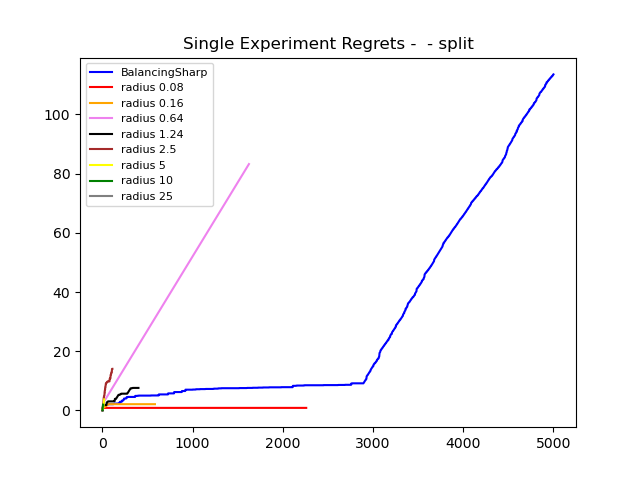 Single Experiment Regrets -  - split
BalancingSharp
radius 0.08
radius 0.16
radius 0.64
radius 1.24
radius 2.5
radius 5
radius 10
radius 25
100
80
60
40
20
0
0 1000 2000 3000 4000 5000